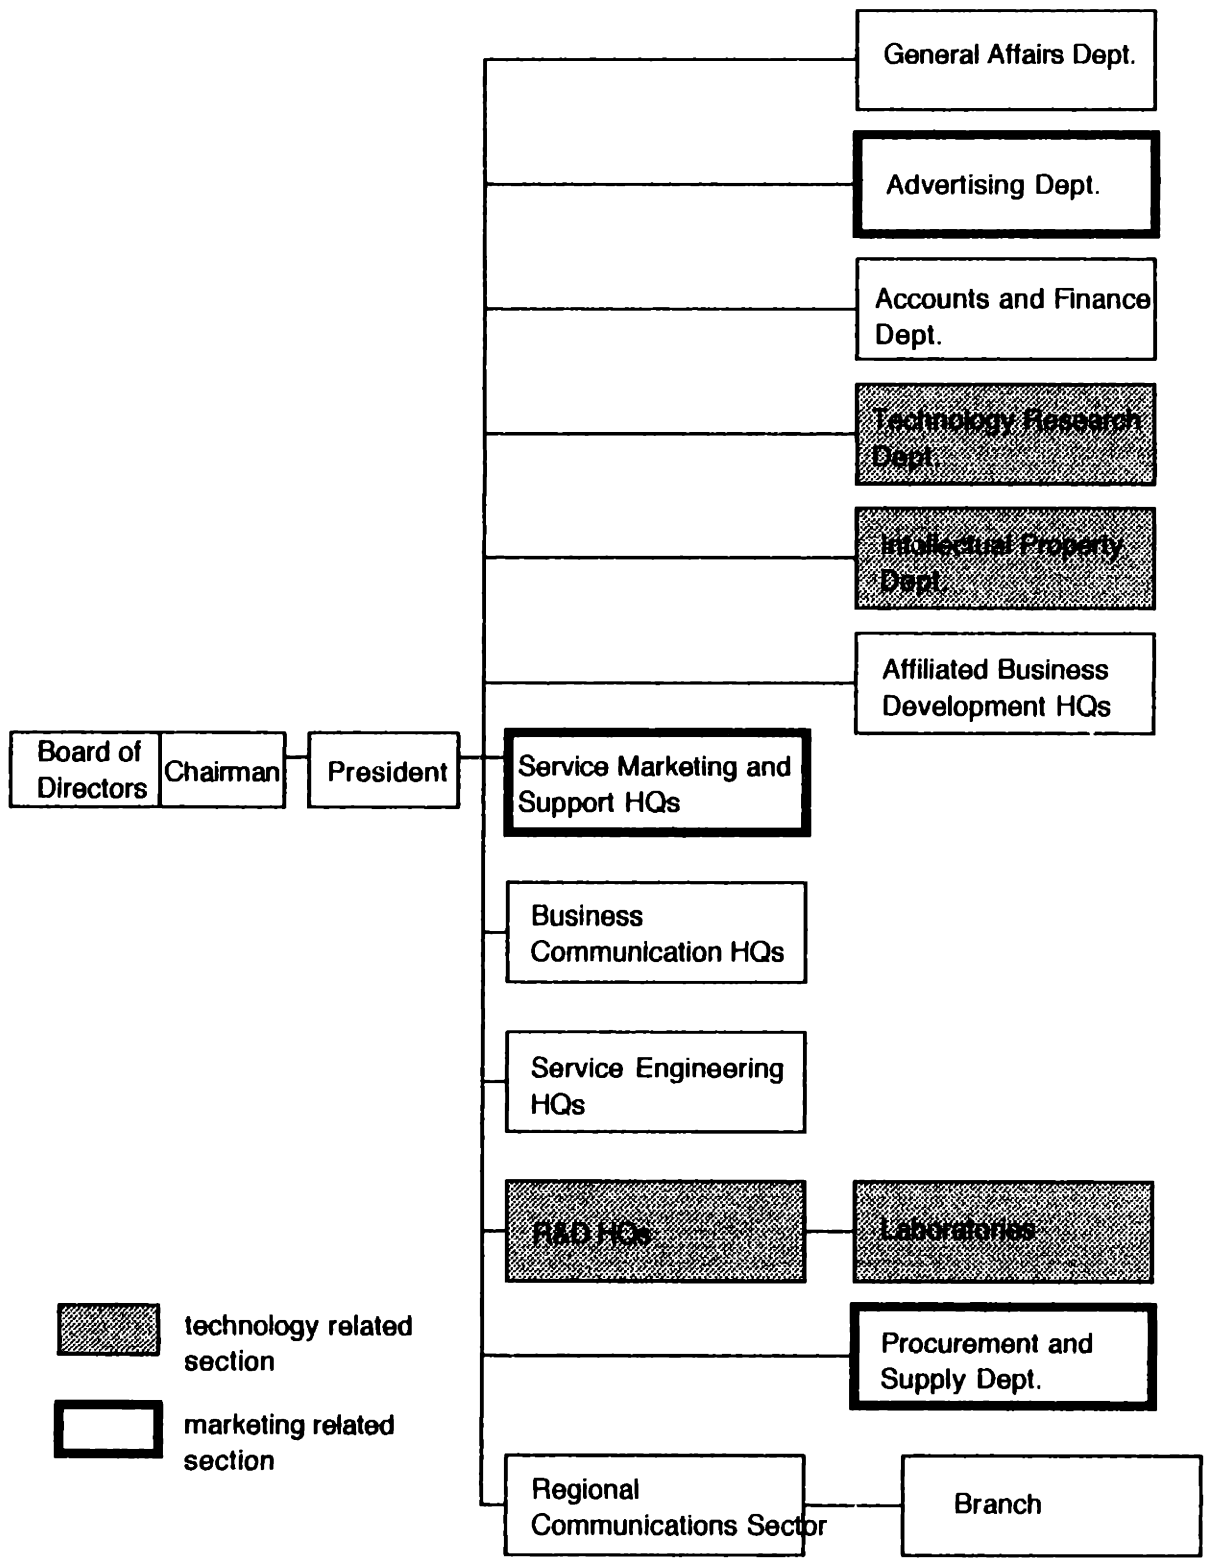 General Affairs Dept.
Advertising Dept.
Accounts and Finance
Dept.
Technology Research
Dept.
Intellectual Property
Dept.
Affiliated Business
Development HQs
Board of
Directors
Chairman
President
Service Marketing and
Support HQs
Business
Communication HQs
Service Engineering
HQs
R&D HQs
Laboratories
technology related
section
Procurement and
Supply Dept.
marketing related
section
Regional
Communications Sector
Branch